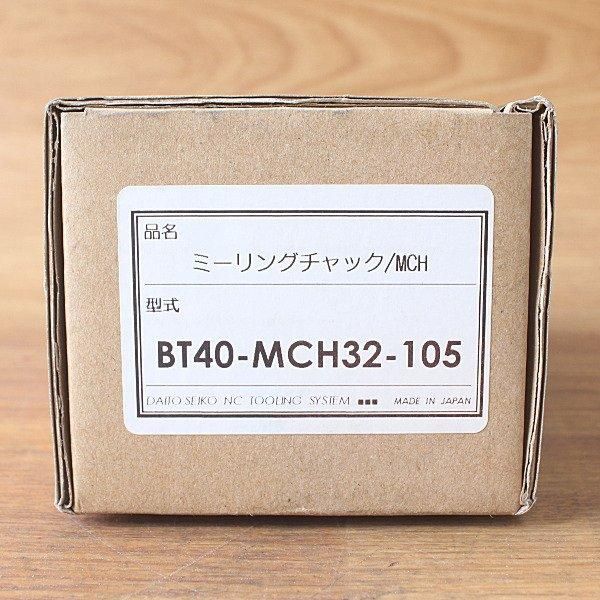 品名
ミーリングチャック/MCH
型式
BT40-MCH32-105
DAITO SEIKO NC TOOLING SYSTEM ■■■ MADE IN JAPAN